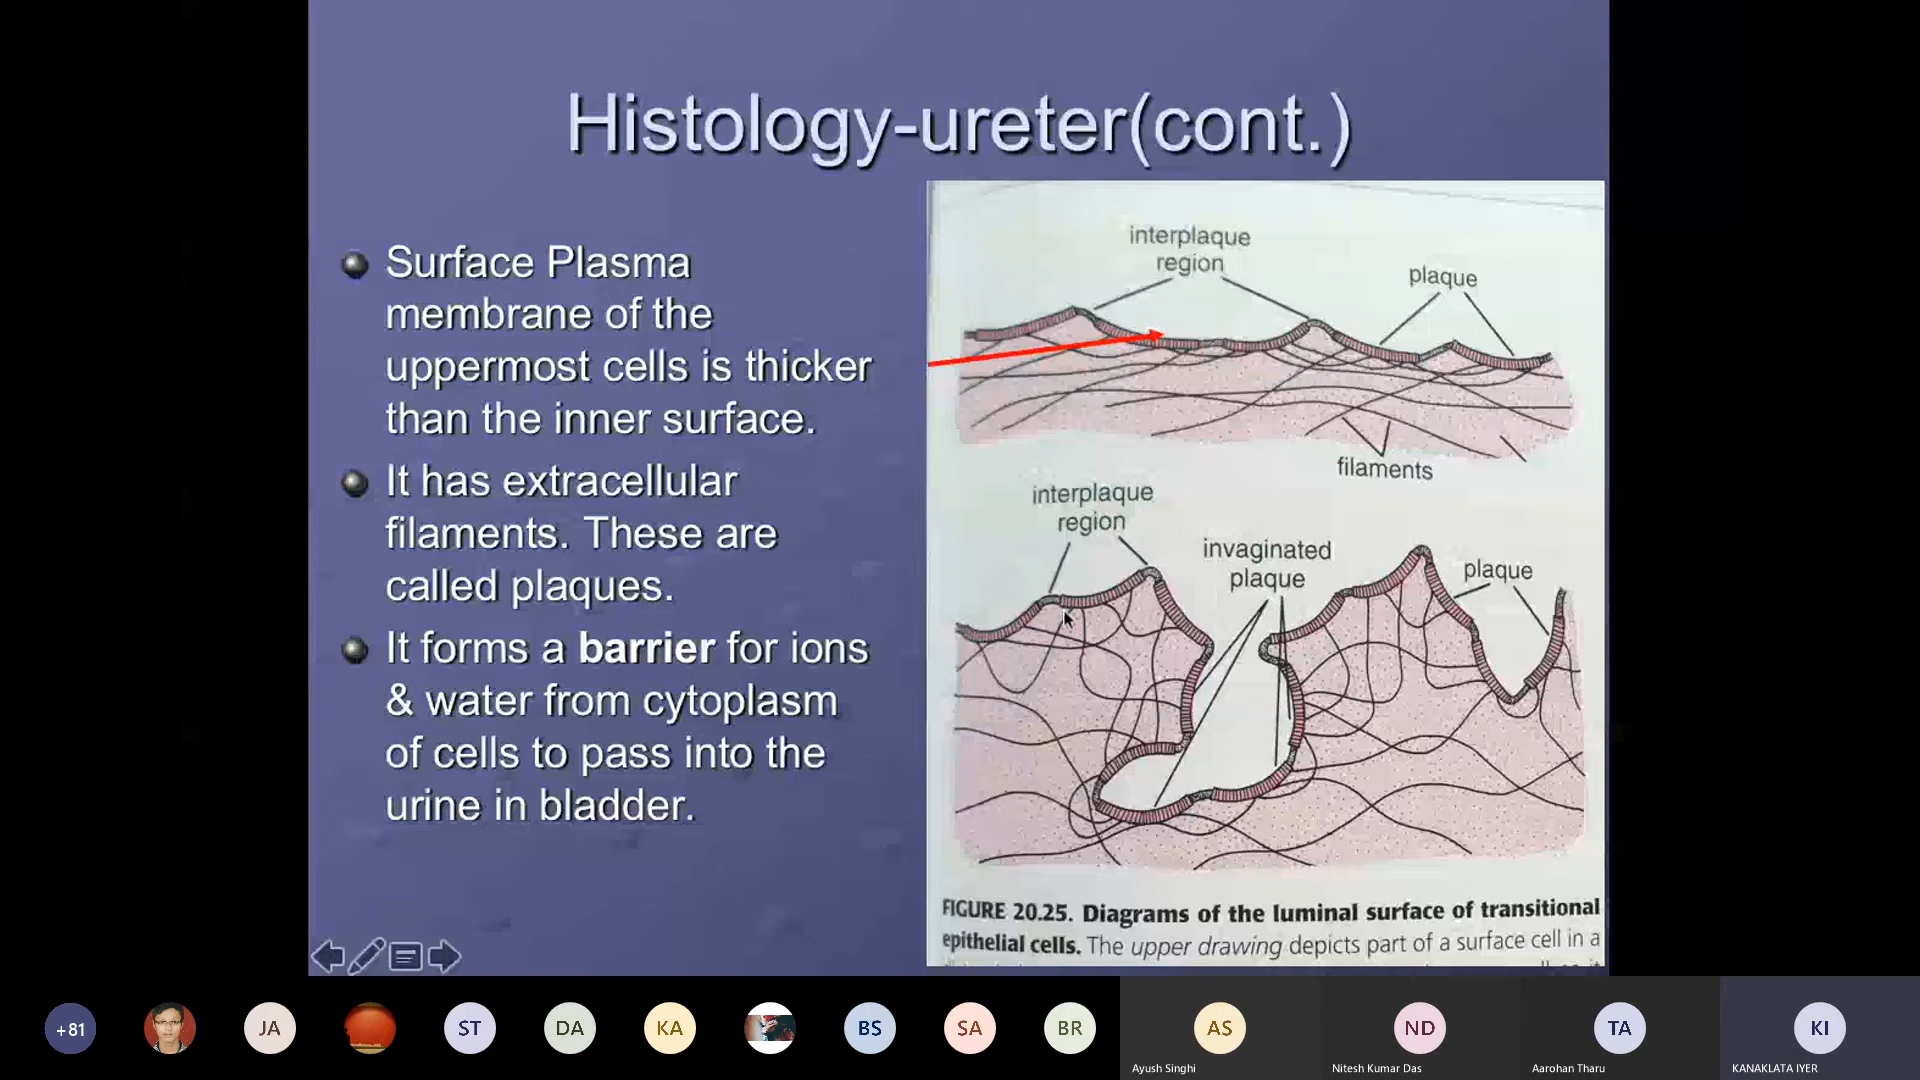 Histology-ureter(cont.)
Surface Plasma
membrane of the
uppermost cells is thicker
than the inner surface.
It has extracellular
filaments. These are
called plaques.
It forms a barrier for ions
& water from cytoplasm
of cells to pass into the
urine in bladder.
interplaque
region
plaque
filaments
interplaque
region
invaginated
plaque
plaque
FIGURE 20.25. Diagrams of the luminal surface of transitional
epithelial cells. The upper drawing depicts part of a surface cell in a
+81
JA
ST
DA
KA
BS
SA
BR
AS
ND
TA
KI
Ayush Singhi
Nitesh Kumar Das
Aarohan Tharu
KANAKLATA IYER